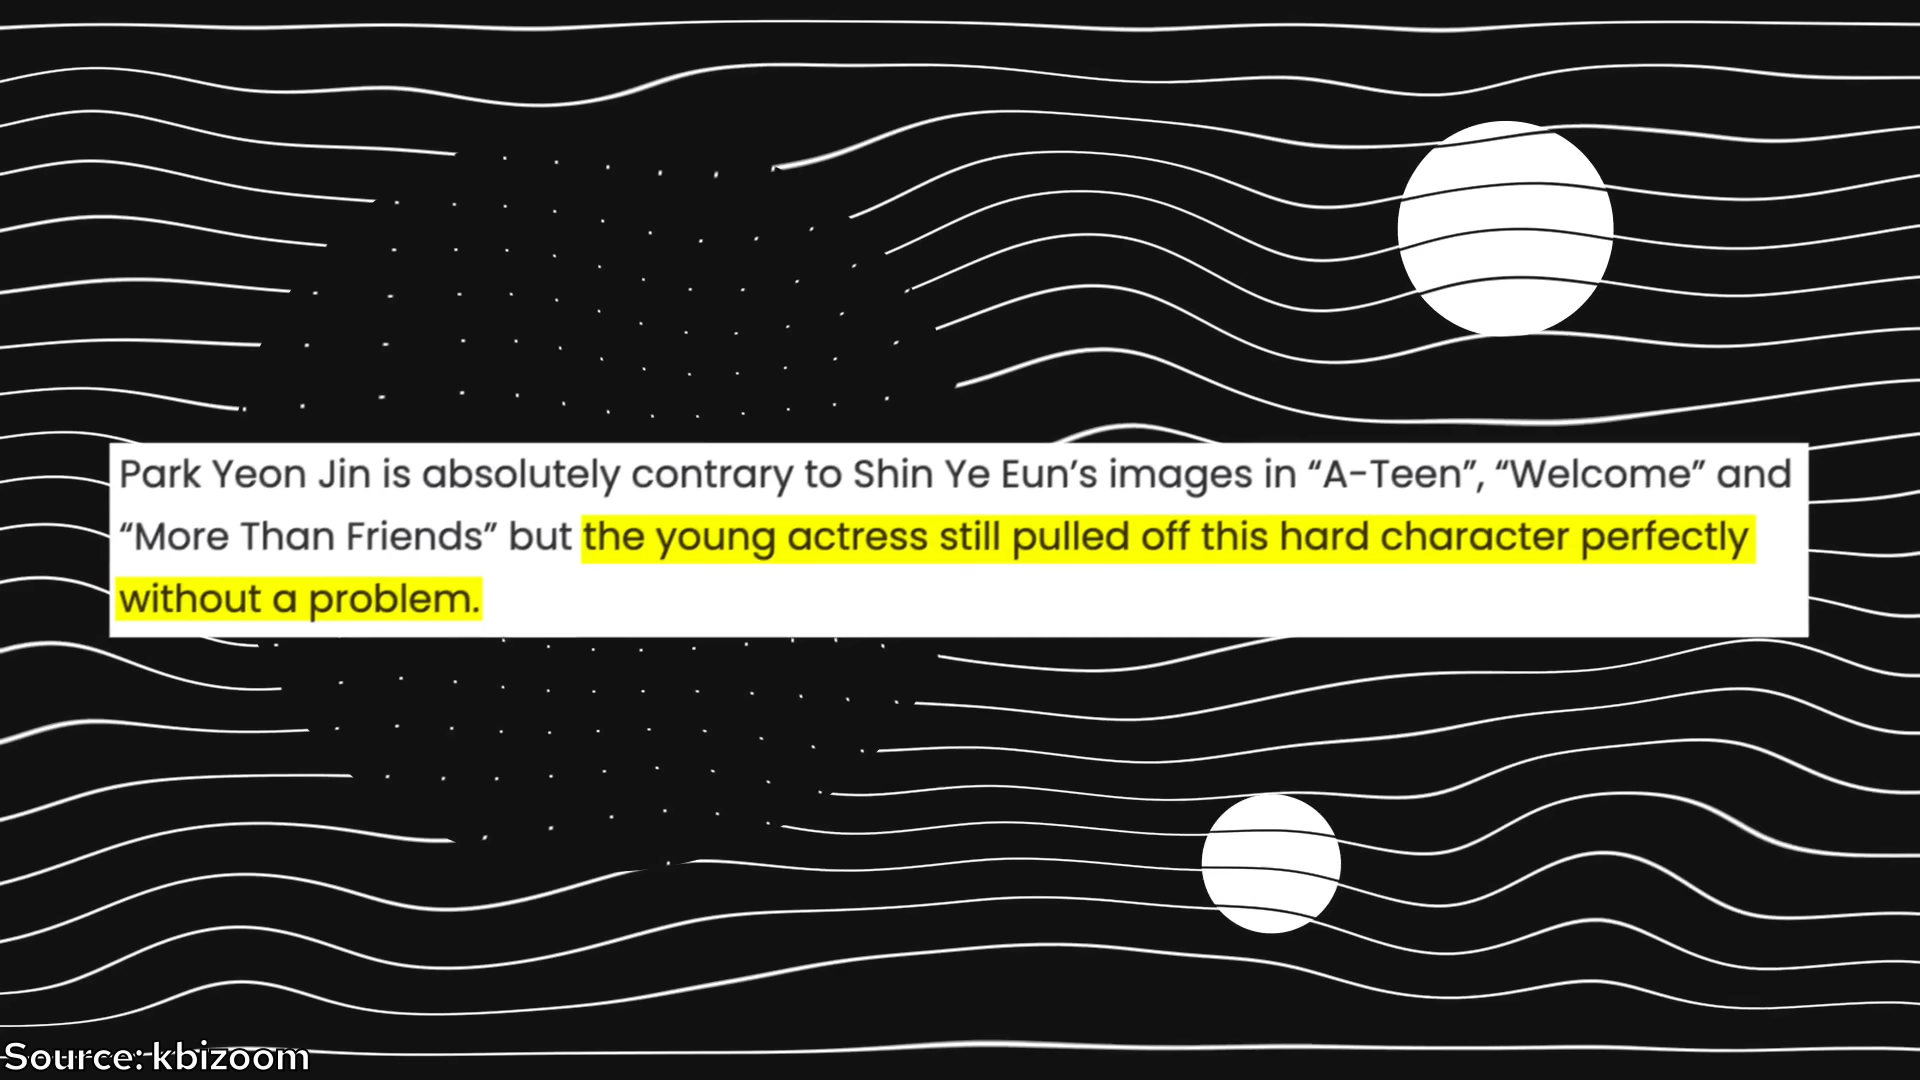 Park Yeon Jin is absolutely contrary to Shin Ye Eun’s images in “A-Teen”, “Welcome” and
“More Than Friends” but the young actress still pulled off this hard character perfectly
without a problem.
Source: kbizoom